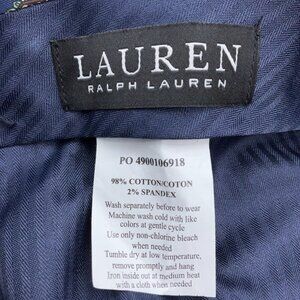 LAUREN
RALPH LAUREN
PO 4900106918
98% COTTON/COTON
2% SPANDEX
Wash separately before to wear
Machine wash cold with like
colors at gentle cycle
Use only non-chlorine bleach
when needed
Tumble dry at low temperature,
remove promptly and hang
Iron inside out at medium heat
with a cloth when needed